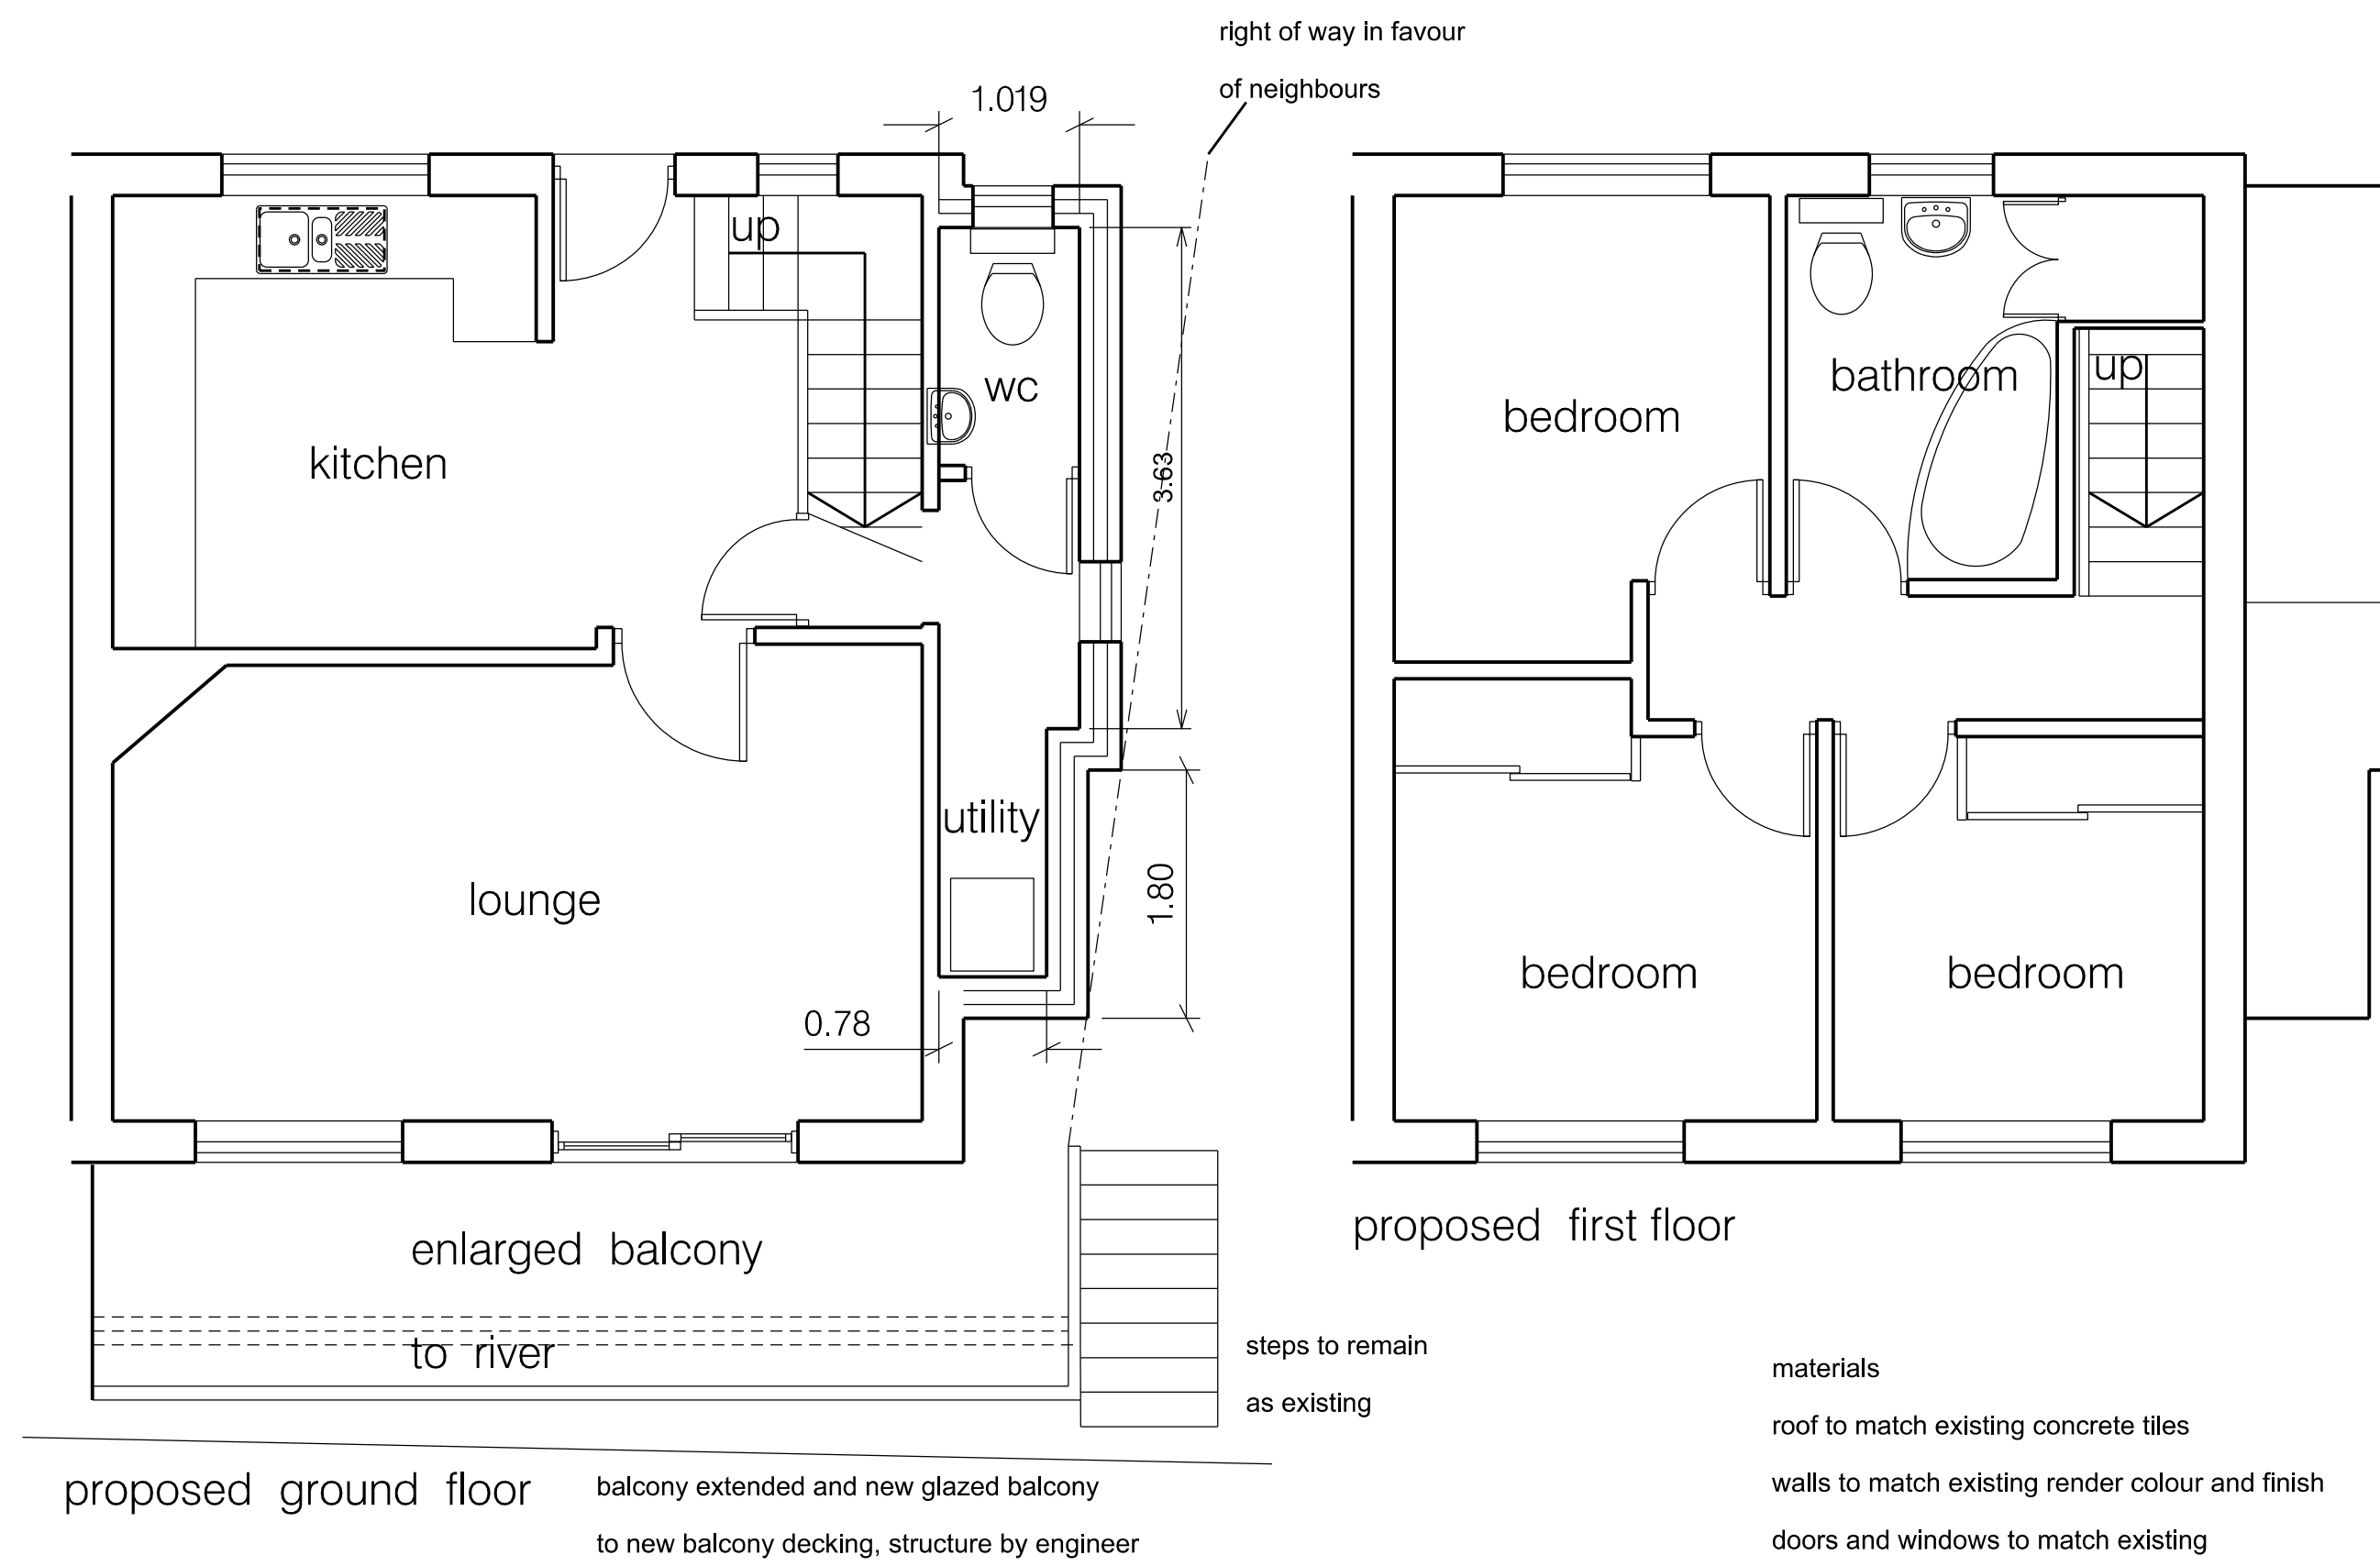 right of way in favour
of neighbours
1.019
up
wc
kitchen
3.63
utility
lounge
1.80
0.78
enlarged balcony
to river
steps to remain
as existing
proposed ground floor
balcony extended and new glazed balcony
to new balcony decking, structure by engineer
bedroom
bathroom
up
bedroom
bedroom
proposed first floor
materials
roof to match existing concrete tiles
walls to match existing render colour and finish
doors and windows to match existing